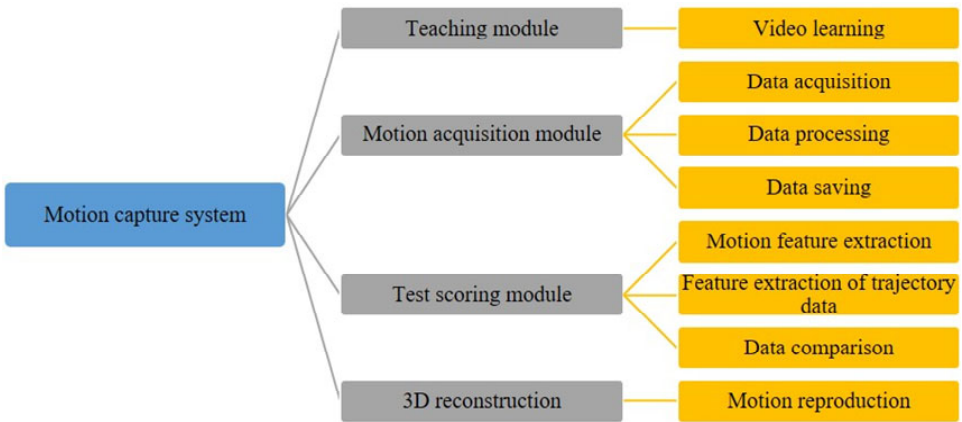 Motion capture system
Teaching module
Video learning
Motion acquisition module
Data acquisition
Data processing
Data saving
Test scoring module
Motion feature extraction
Feature extraction of trajectory
data
Data comparison
3D reconstruction
Motion reproduction